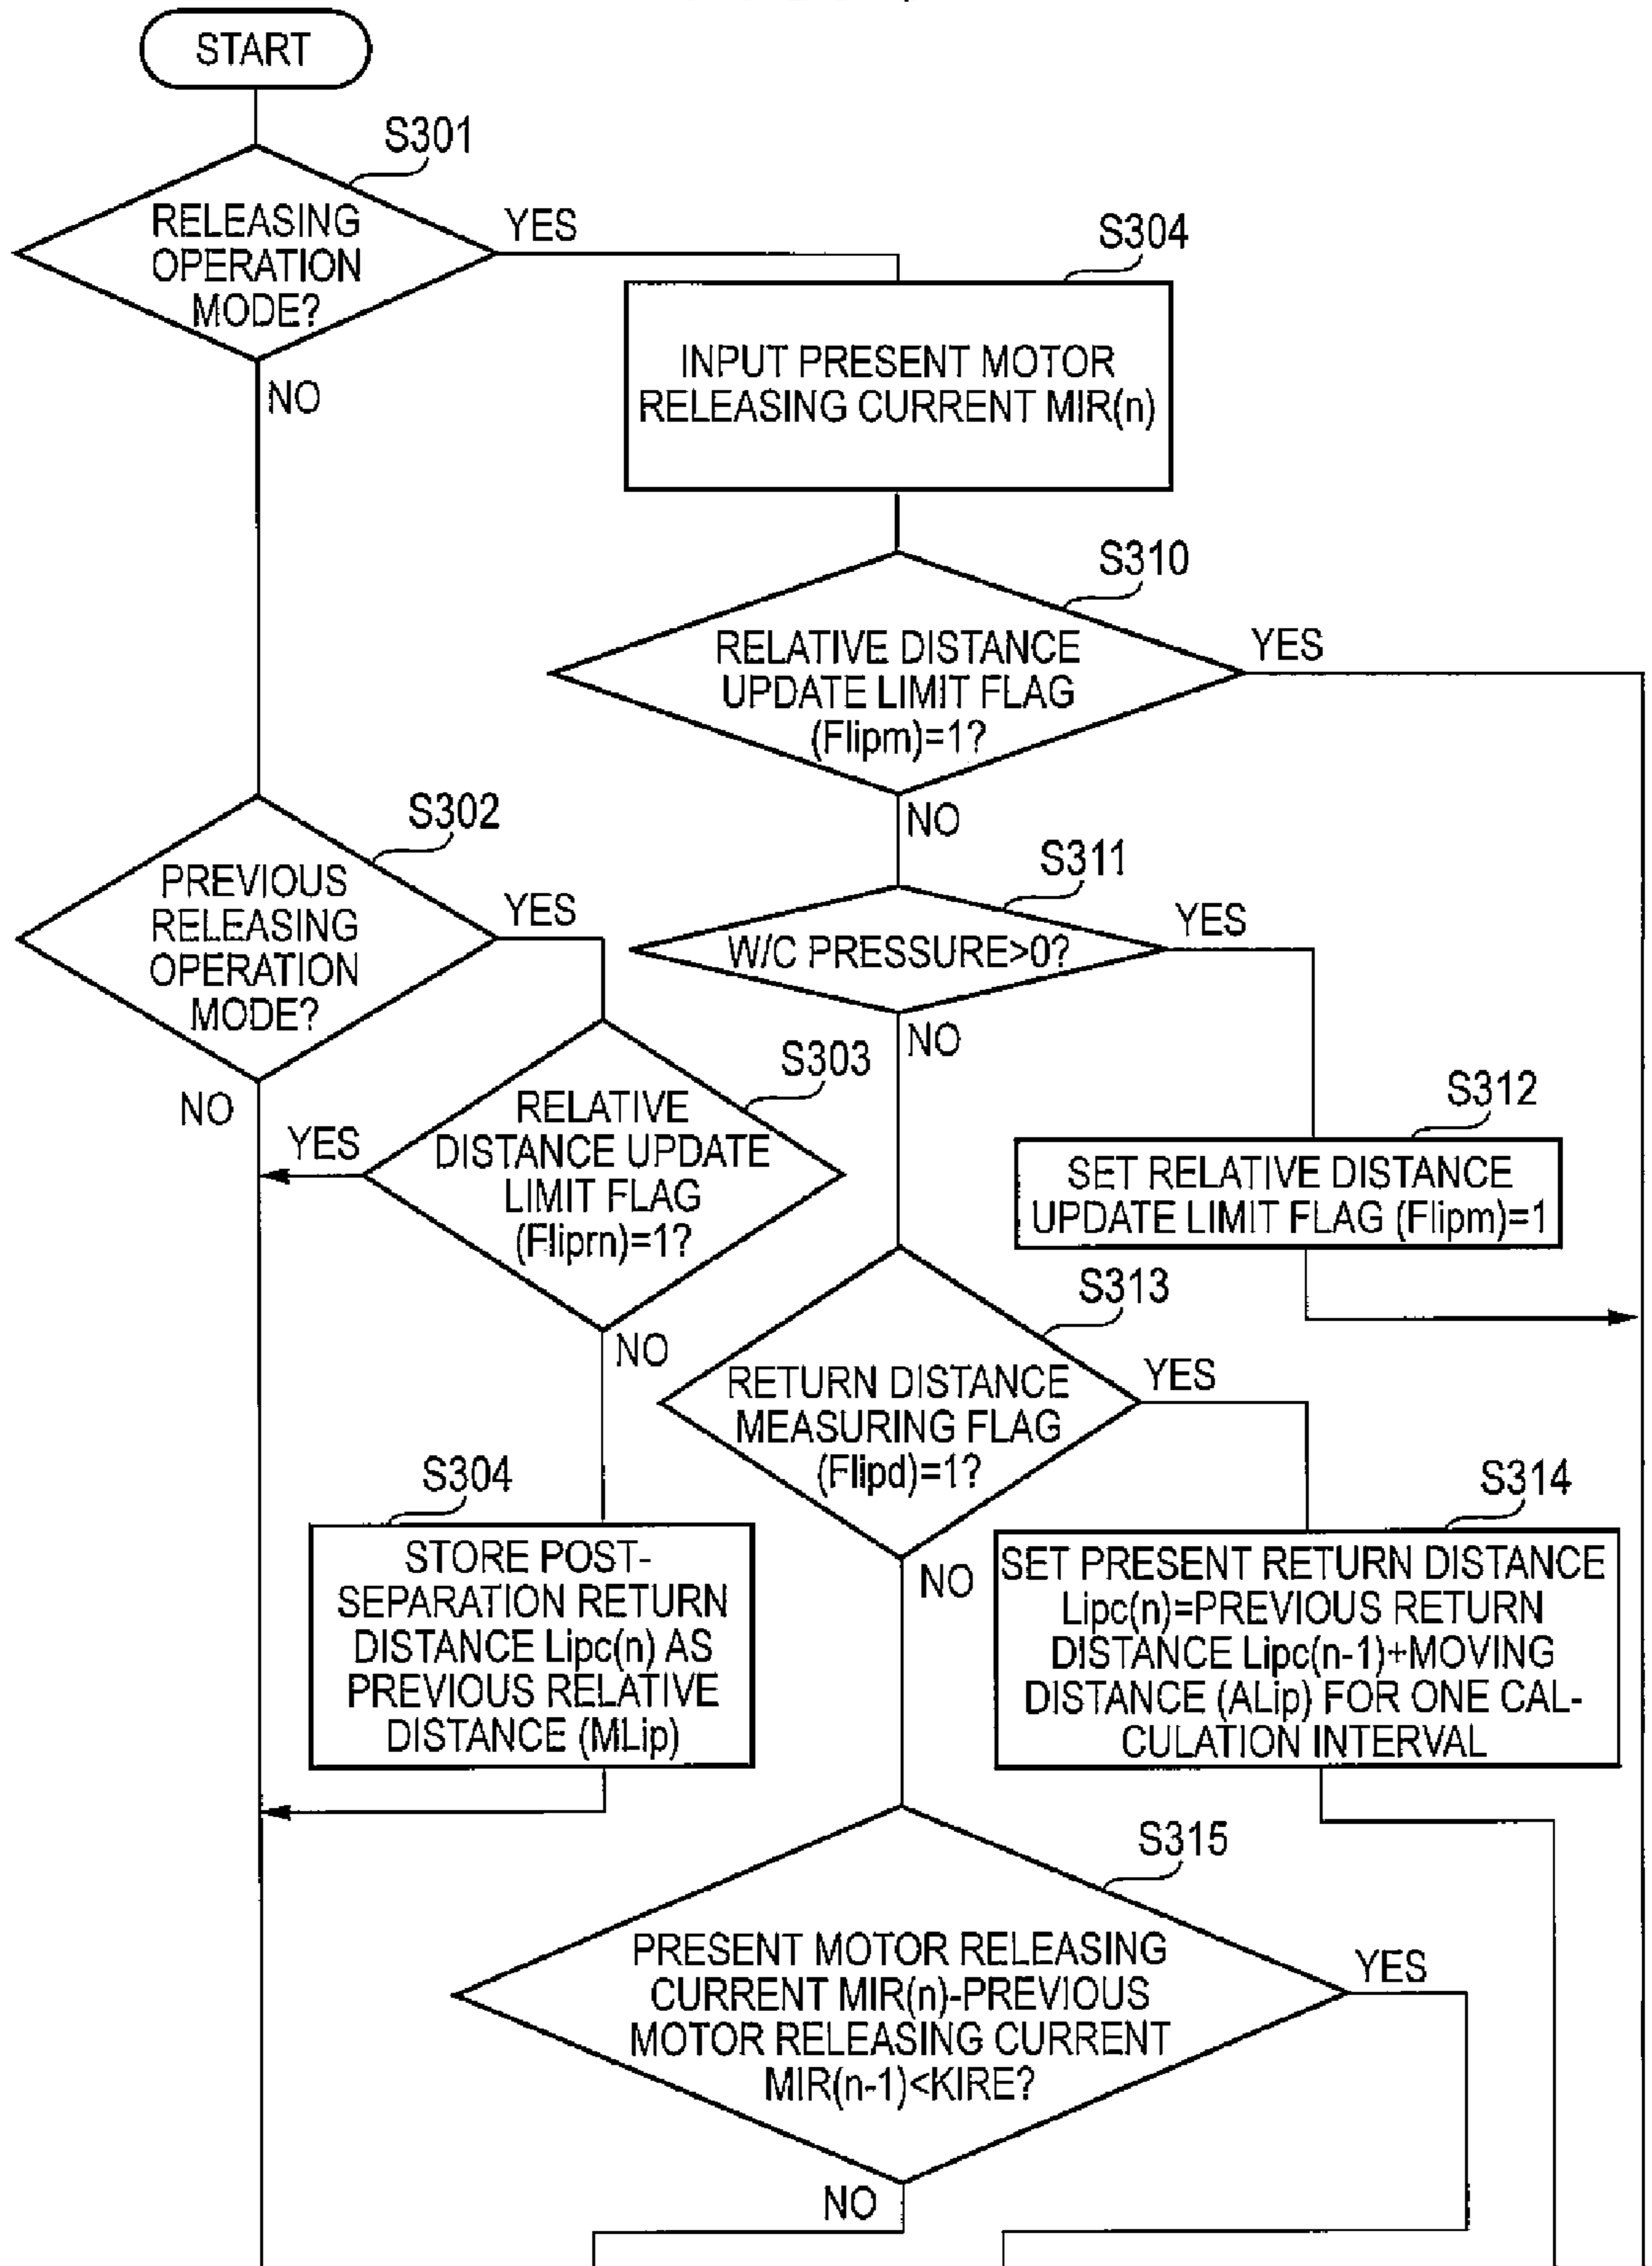 START
S301
RELEASING
OPERATION
MODE?
YES
NO
S304
INPUT PRESENT MOTOR
RELEASING CURRENT MIR(n)
S310
RELATIVE DISTANCE
UPDATE LIMIT FLAG
(Flipm)=1?
YES
NO
S302
PREVIOUS
RELEASING
OPERATION
MODE?
YES
NO
S311
W/C PRESSURE>0?
YES
NO
S303
RELATIVE
DISTANCE UPDATE
LIMIT FLAG
(Fliprn)=1?
YES
NO
S312
SET RELATIVE DISTANCE
UPDATE LIMIT FLAG (Flipm)=1
S313
RETURN DISTANCE
MEASURING FLAG
(Flipd)=1?
YES
NO
S304
STORE POST-
SEPARATION RETURN
DISTANCE Lipc(n) AS
PREVIOUS RELATIVE
DISTANCE (MLip)
S314
SET PRESENT RETURN DISTANCE
Lipc(n)=PREVIOUS RETURN
DISTANCE Lipc(n-1)+MOVING
DISTANCE (ALip) FOR ONE CAL-
CULATION INTERVAL
S315
PRESENT MOTOR RELEASING
CURRENT MIR(n)-PREVIOUS
MOTOR RELEASING CURRENT
MIR(n-1)<KIRE?
YES
NO